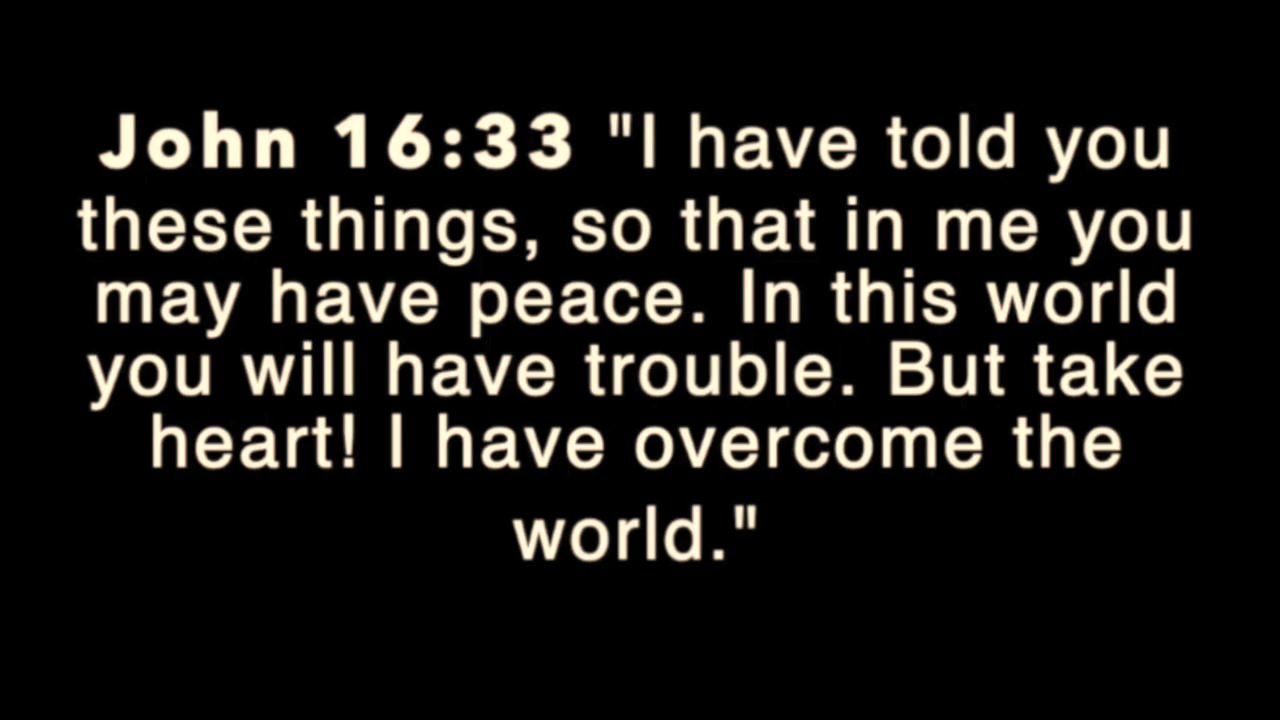 John 16:33 "I have told you
these things, so that in me you
may have peace. In this world
you will have trouble. But take
heart! I have overcome the
world."